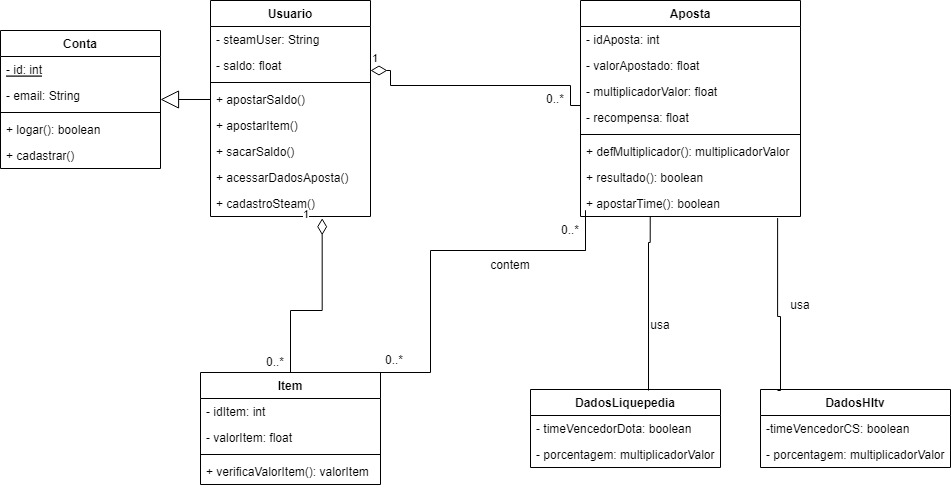 Conta
- id: int
- email: String
+ logar(): boolean
+ cadastrar()
Usuario
- steamUser: String
- saldo: float
+ apostarSaldo()
+ apostarItem()
+ sacarSaldo()
+ acessarDadosAposta()
+ cadastroSteam()
1
0..*
Aposta
- idAposta: int
- valorApostado: float
- multiplicadorValor: float
- recompensa: float
+ defMultiplicador(): multiplicadorValor
+ resultado(): boolean
+ apostarTime(): boolean
1
0..*
contem
0..*
0..*
usa
usa
Item
- idItem: int
- valorItem: float
+ verificaValorItem(): valorItem
DadosLiquepedia
- timeVencedorDota: boolean
- porcentagem: multiplicadorValor
DadosHltv
-timeVencedorCS: boolean
- porcentagem: multiplicadorValor